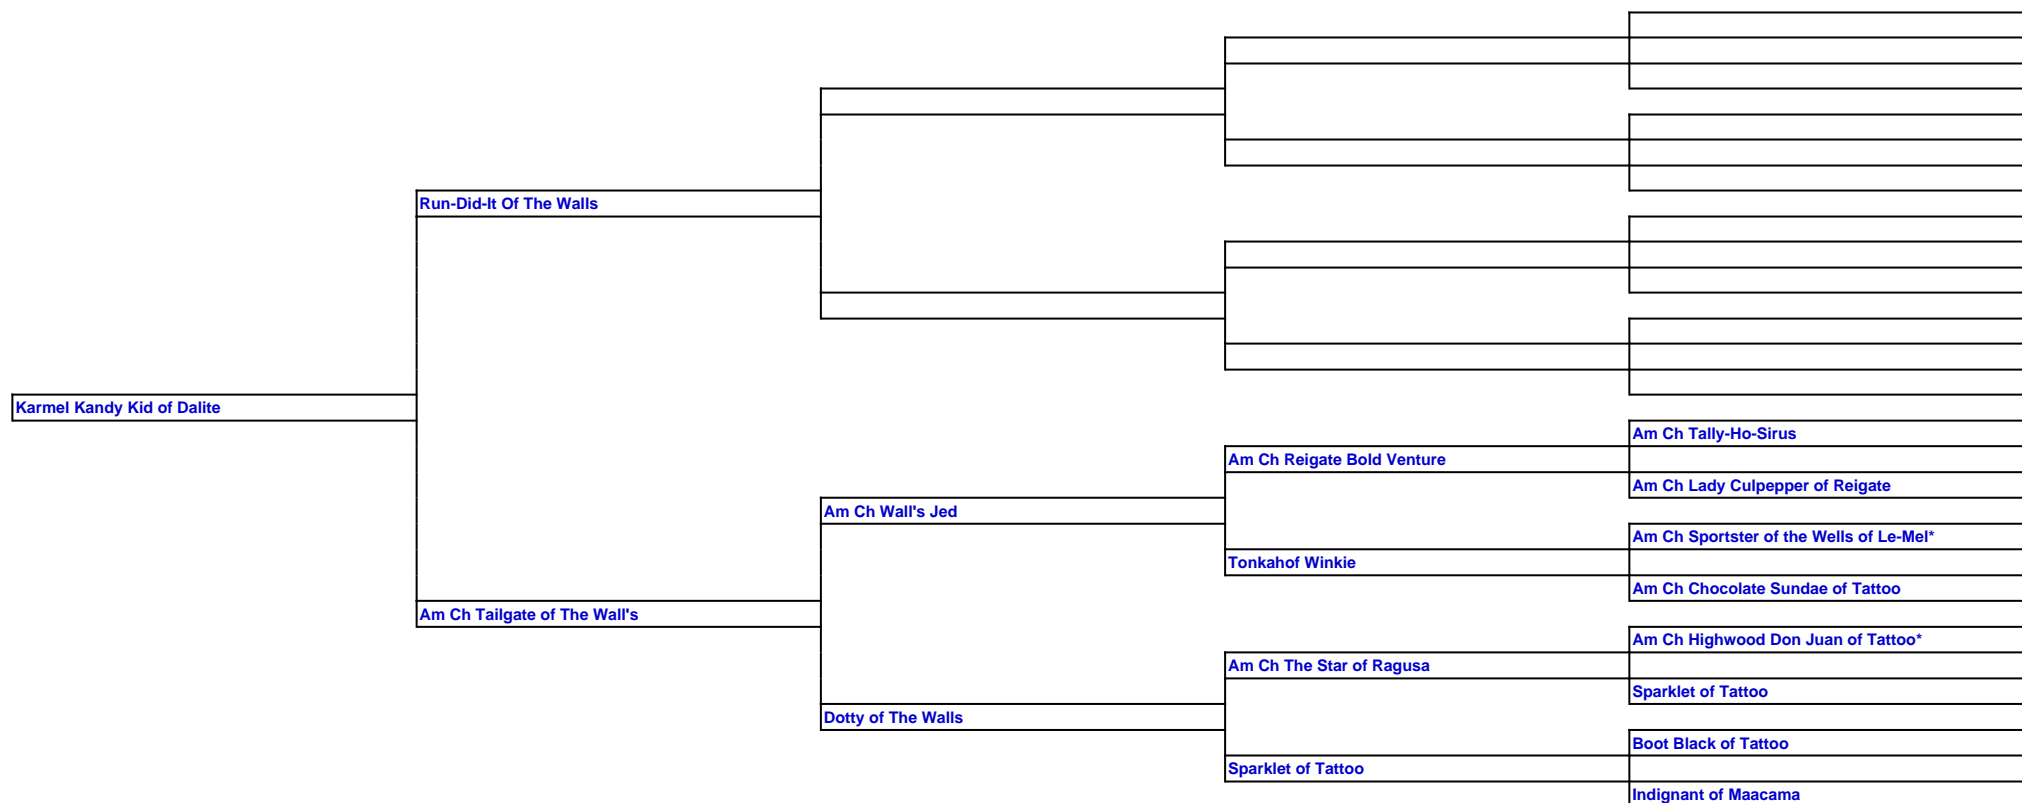 Run-Did-It Of The Walls
Karmel Kandy Kid of Dalite
Am Ch Tally-Ho-Sirus
Am Ch Reigate Bold Venture
Am Ch Lady Culpepper of Reigate
Am Ch Wall's Jed
Am Ch Sportster of the Wells of Le-Mel*
Tonkahof Winkie
Am Ch Chocolate Sundae of Tattoo
Am Ch Tailgate of The Wall's
Am Ch Highwood Don Juan of Tattoo*
Am Ch The Star of Ragusa
Sparklet of Tattoo
Dotty of The Walls
Boot Black of Tattoo
Sparklet of Tattoo
Indignant of Maacama